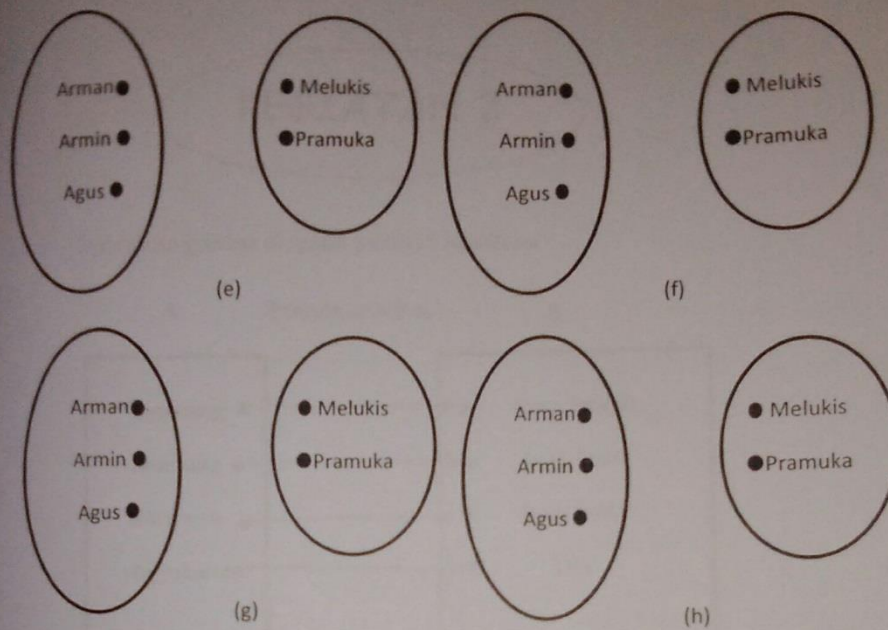 Arman Melukis Arman Melukis
Armin Pramuka Armin Pramuka
Agus Agus
(e) (f)
Arman Melukis Arman Melukis
Armin Pramuka Armin Pramuka
Agus Agus
(g) (h)